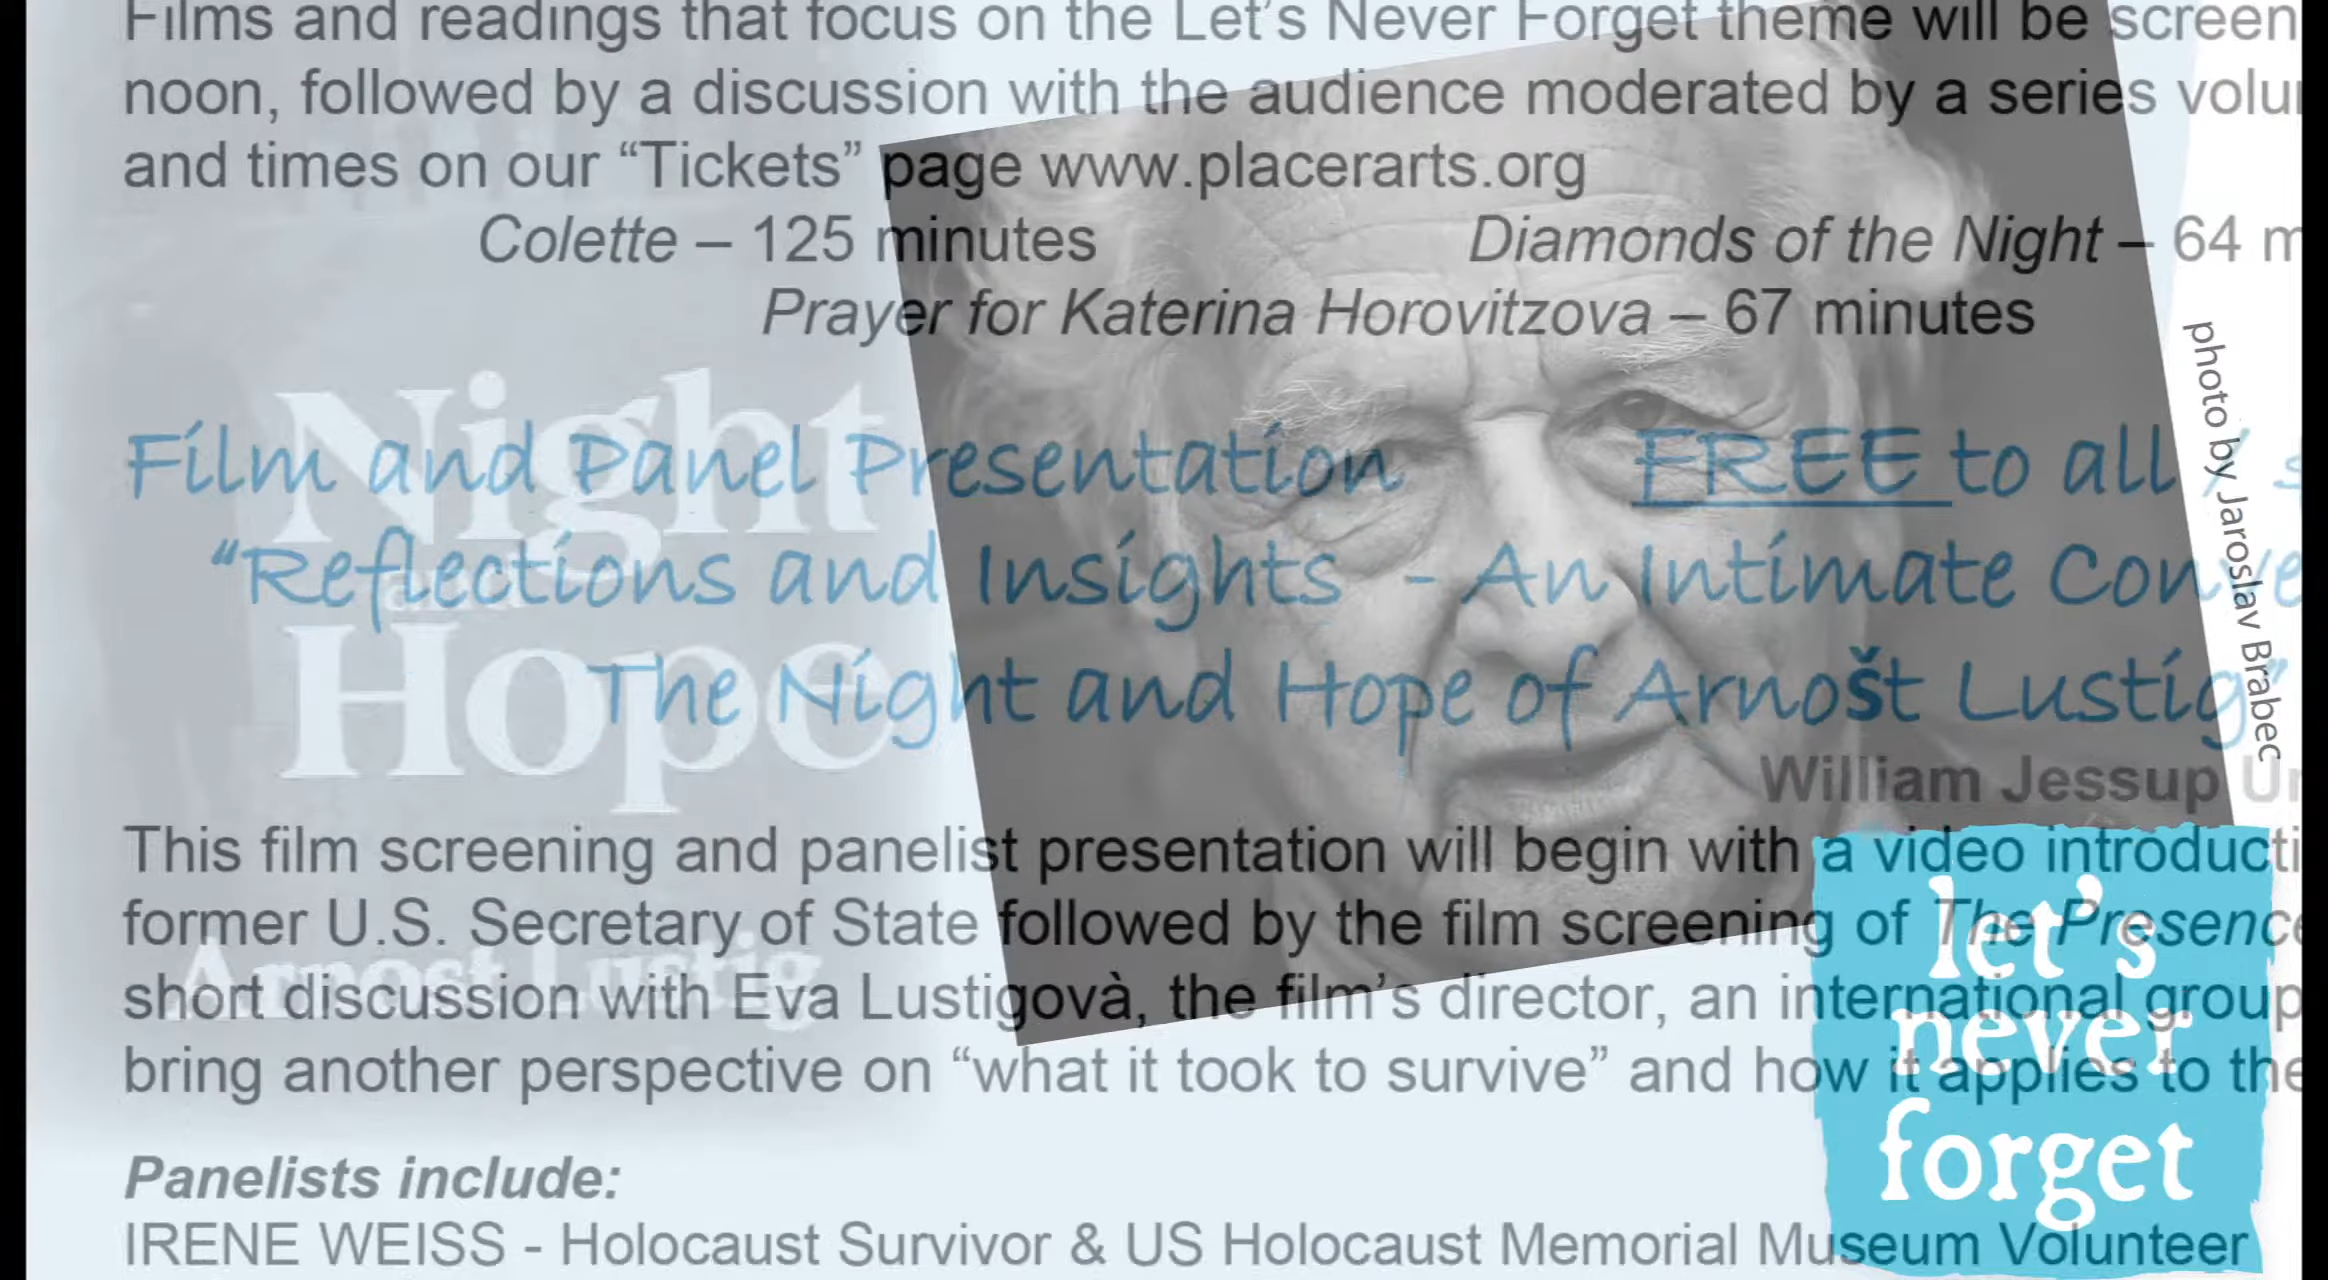 Films and readings that focus on the Let's Never Forget theme will be screen
noon, followed by a discussion with the audience moderated by a series
and times on our “Tickets” page www.placerarts.org
Colette – 125 minutes
Diamonds of the Night – 64 m
Prayer for Katerina Horovitzova – 67 minutes
Night
and
Hope
Arnost Lustig
Film and Panel Presentation FREE to all
“Reflections and Insights - An Intimate Conve
The Night and Hope of Arnošt Lustig”
William Jessup Un
This film screening and panelist presentation will begin with a video introducti
former U.S. Secretary of State followed by the film screening of The Presence
short discussion with Eva Lustigovà, the film’s director, an international group
bring another perspective on “what it took to survive” and how it applies to the
Panelists include:
IRENE WEISS - Holocaust Survivor & US Holocaust Memorial Museum Volunteer
photo by Jaroslav Brabec
let’s
never
forget